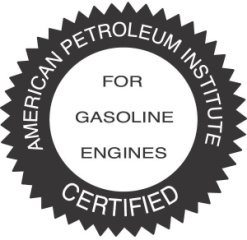 AMERICAN PETROLEUM INSTITUTE
FOR
GASOLINE
ENGINES
CERTIFIED